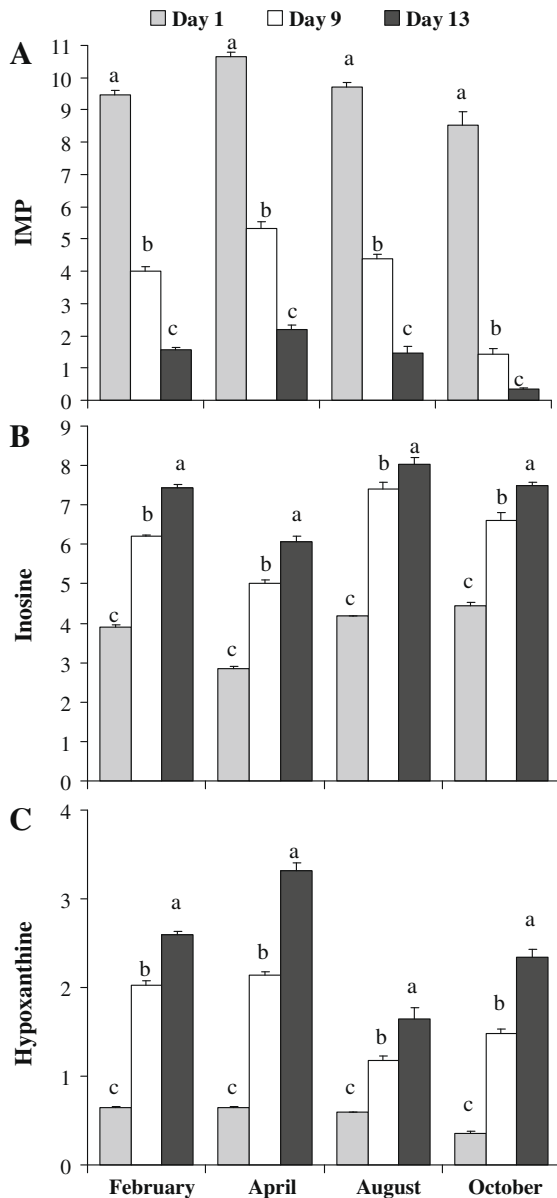 Day 1 Day 9 Day 13
A
IMP
11
10
9
8
7
6
5
4
3
2
1
0
a b c a b c a b c a b c
B
Inosine
9
8
7
6
5
4
3
2
1
0
c b a c b a c b a c b a
C
Hypoxanthine
4
3
2
1
0
c b a c b a c b a c b a
February April August October